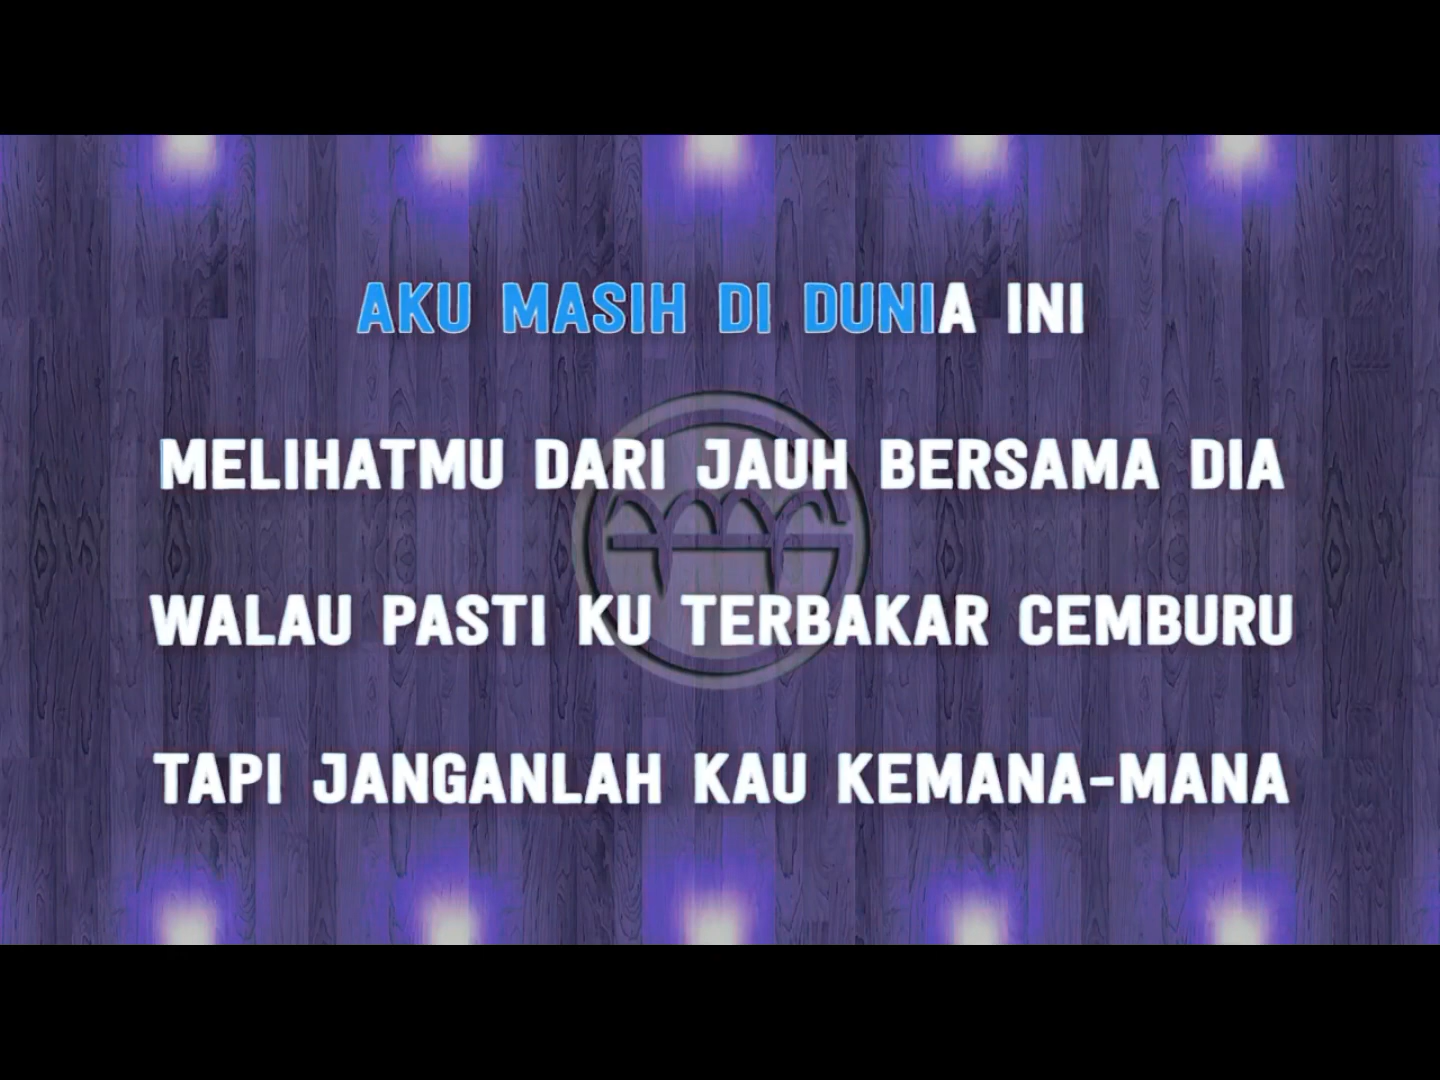 AKU MASIH DI DUNIA INI
MELIHATMU DARI JAUH BERSAMA DIA
WALAU PASTI KU TERBAKAR CEMBURU
TAPI JANGANLAH KAU KEMANA-MANA